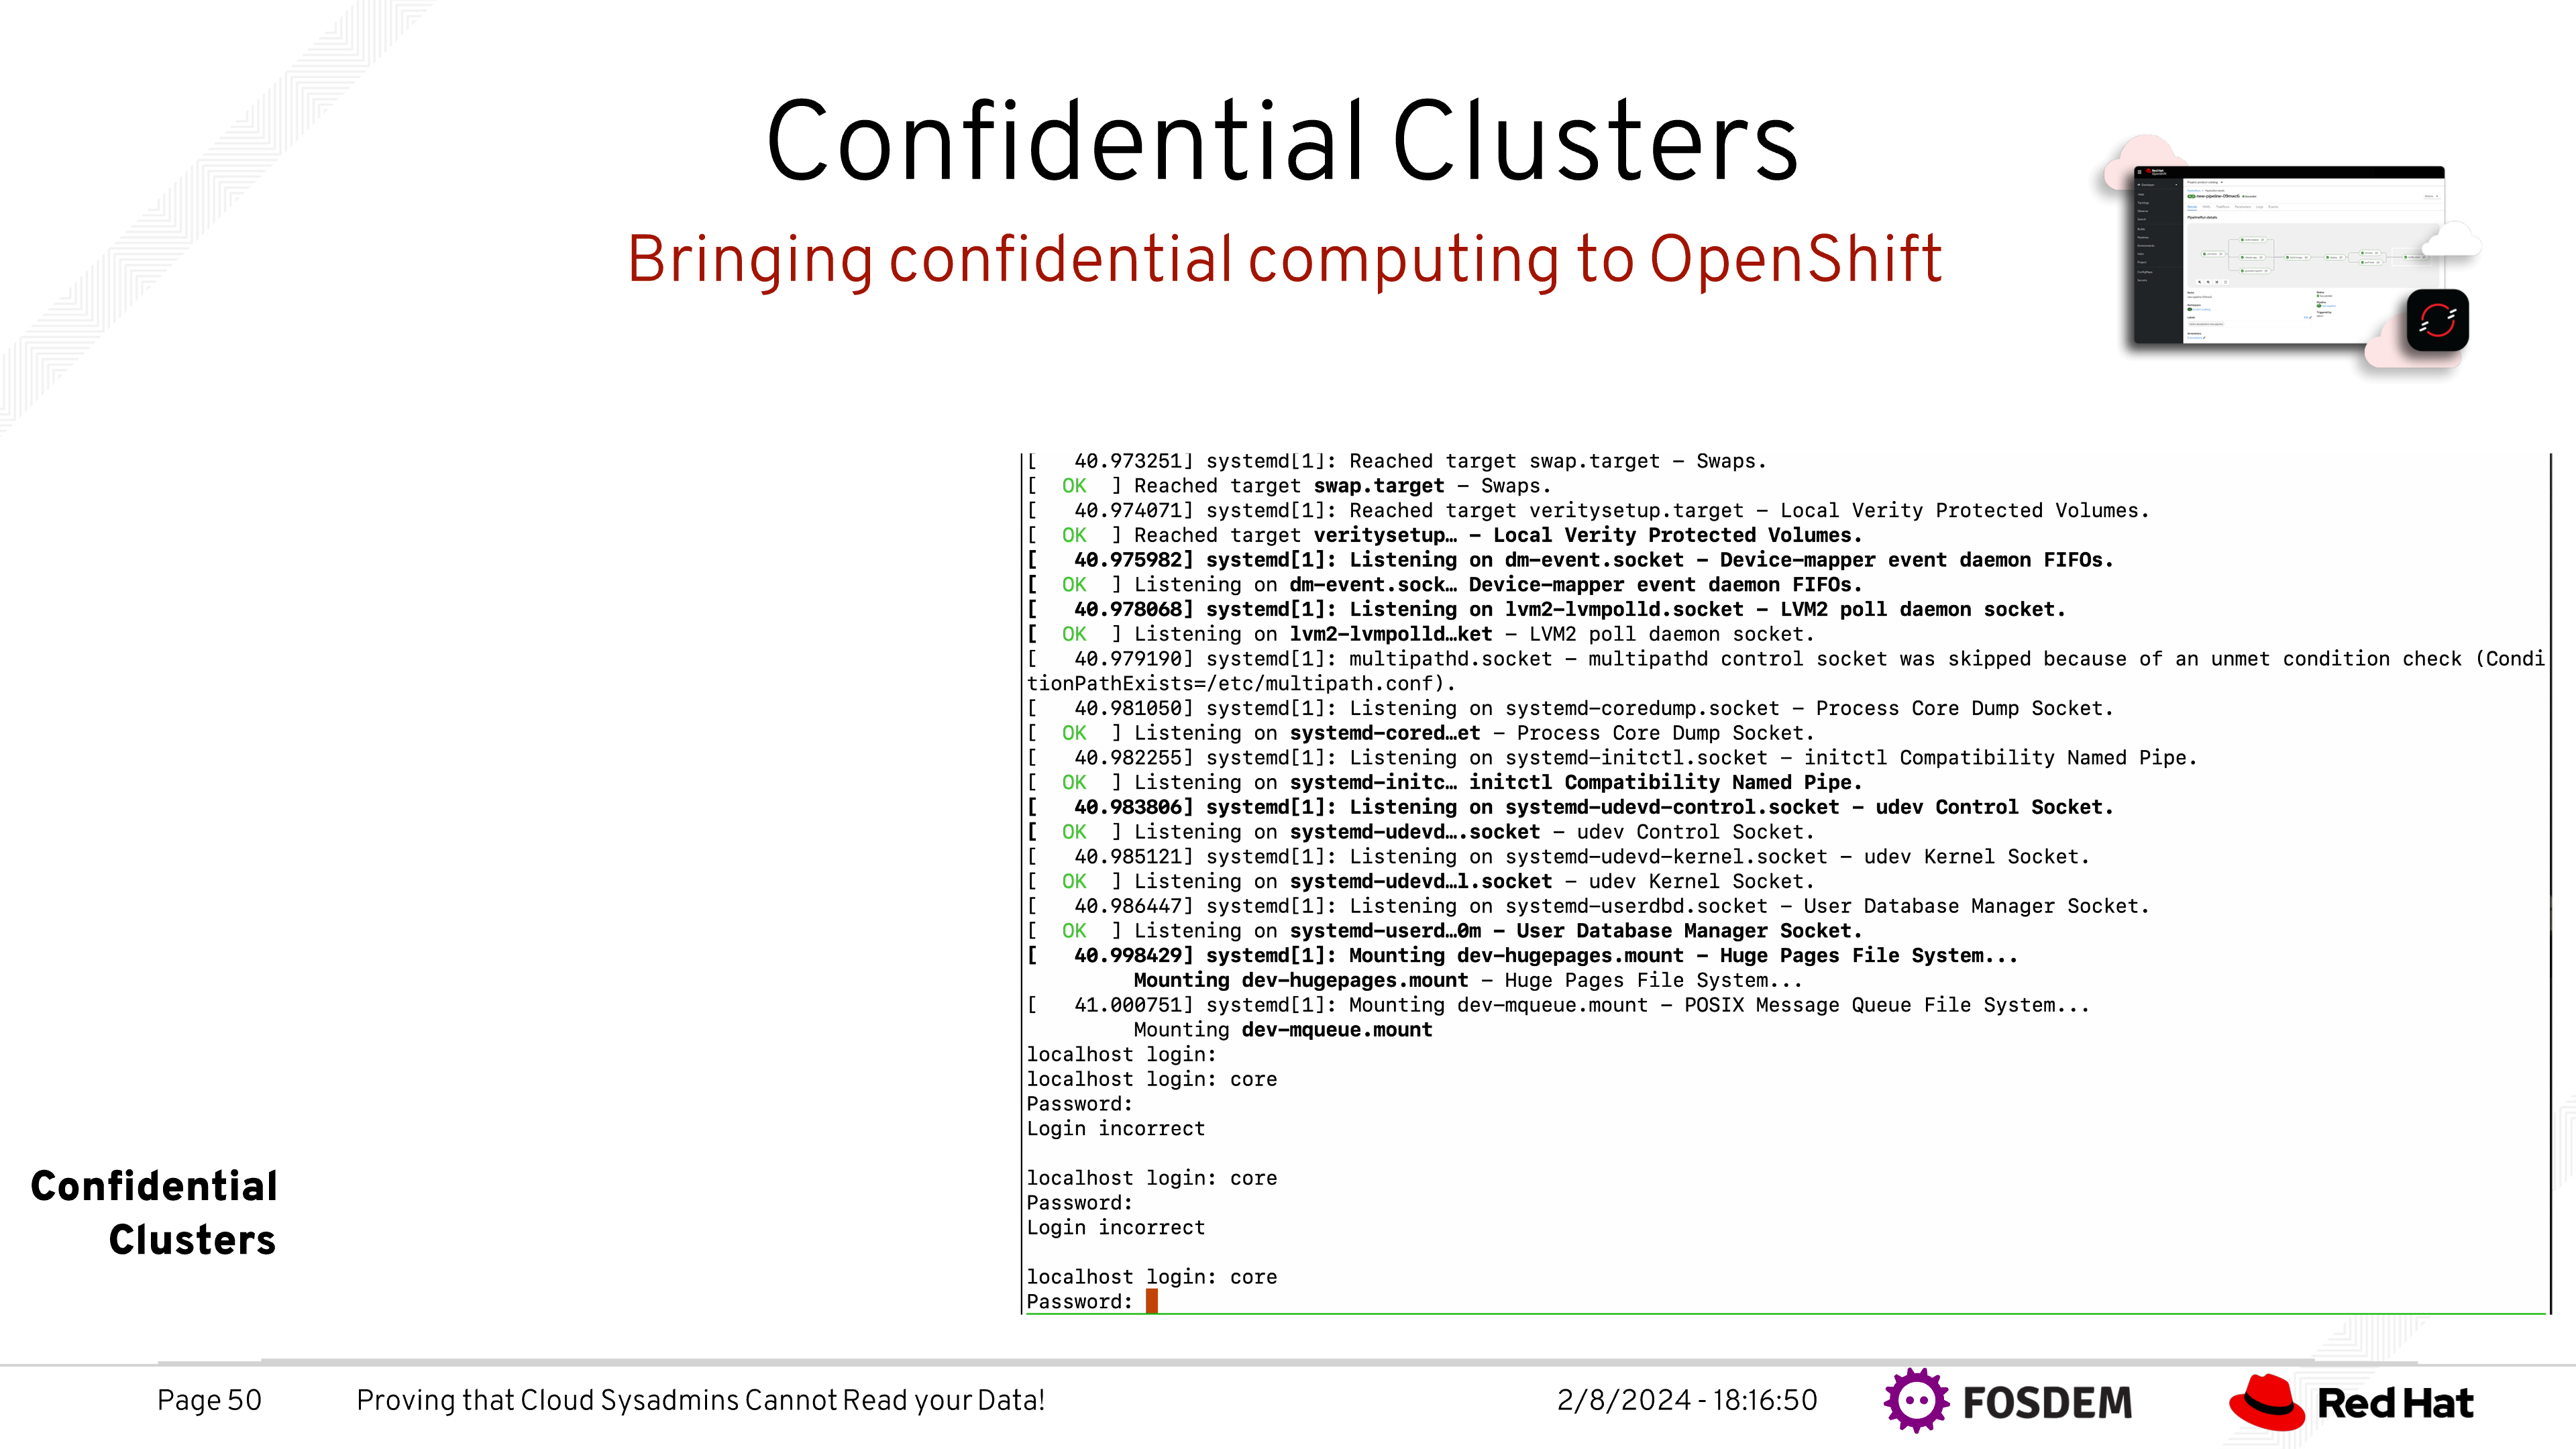 Confidential Clusters
Bringing confidential computing to OpenShift
[   40.973251] systemd[1]: Reached target swap.target – Swaps.
[  OK  ] Reached target swap.target – Swaps.
[   40.974071] systemd[1]: Reached target veritysetup.target – Local Verity Protected Volumes.
[  OK  ] Reached target veritysetup… – Local Verity Protected Volumes.
[   40.975982] systemd[1]: Listening on dm-event.socket – Device-mapper event daemon FIFOs.
[  OK  ] Listening on dm-event.sock… Device-mapper event daemon FIFOs.
[   40.978068] systemd[1]: Listening on lvm2-lvmpolld.socket – LVM2 poll daemon socket.
[  OK  ] Listening on lvm2-lvmpolld…ket – LVM2 poll daemon socket.
[   40.979190] systemd[1]: multipathd.socket – multipathd control socket was skipped because of an unmet condition check (Condi
tionPathExists=/etc/multipath.conf).
[   40.981050] systemd[1]: Listening on systemd-coredump.socket – Process Core Dump Socket.
[  OK  ] Listening on systemd-cored…et – Process Core Dump Socket.
[   40.982255] systemd[1]: Listening on systemd-initctl.socket – initctl Compatibility Named Pipe.
[  OK  ] Listening on systemd-initc… initctl Compatibility Named Pipe.
[   40.983806] systemd[1]: Listening on systemd-udevd-control.socket – udev Control Socket.
[  OK  ] Listening on systemd-udevd….socket – udev Control Socket.
[   40.985121] systemd[1]: Listening on systemd-udevd-kernel.socket – udev Kernel Socket.
[  OK  ] Listening on systemd-udevd…l.socket – udev Kernel Socket.
[   40.986447] systemd[1]: Listening on systemd-userdbd.socket – User Database Manager Socket.
[  OK  ] Listening on systemd-userd…0m – User Database Manager Socket.
[   40.998429] systemd[1]: Mounting dev-hugepages.mount – Huge Pages File System...
         Mounting dev-hugepages.mount – Huge Pages File System...
[   41.000751] systemd[1]: Mounting dev-mqueue.mount – POSIX Message Queue File System...
         Mounting dev-mqueue.mount
localhost login:
localhost login: core
Password:
Login incorrect
localhost login: core
Password:
Login incorrect
localhost login: core
Password:
Confidential
Clusters
Page 50
Proving that Cloud Sysadmins Cannot Read your Data!
2/8/2024 - 18:16:50
FOSDEM
Red Hat